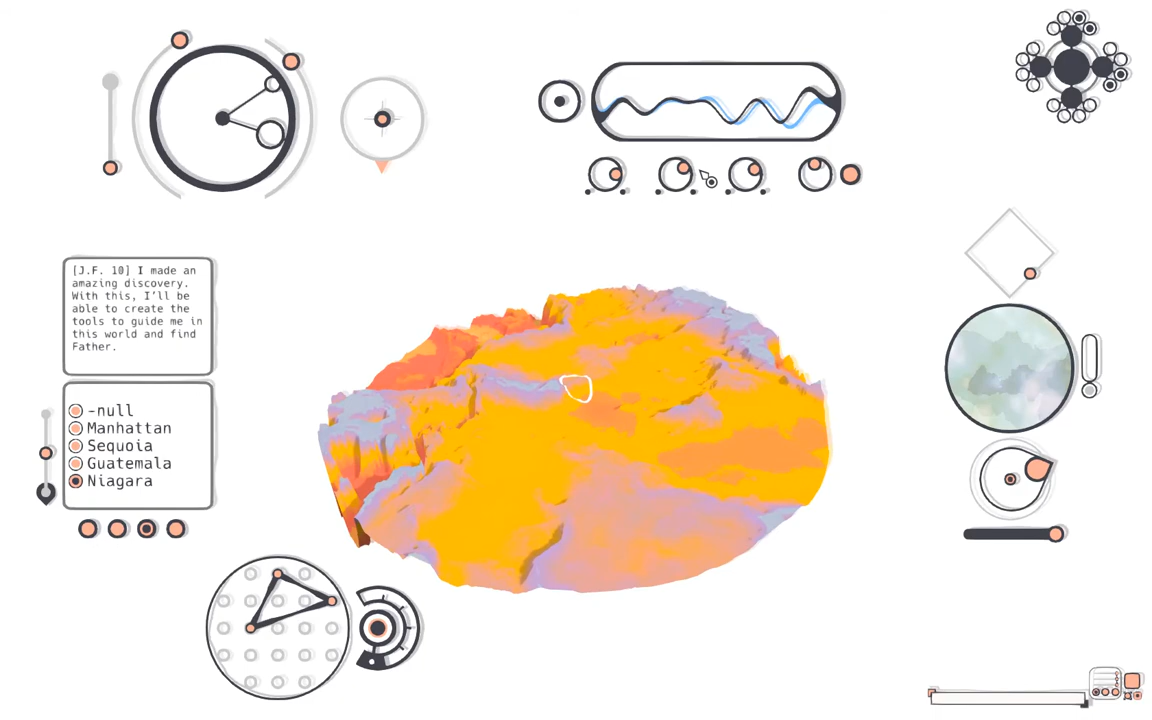 [J.F. 10] I made an
amazing discovery.
With this, I'll be
able to create the
tools to guide me in
this world and find
Father.
-null
Manhattan
Sequoia
Guatemala
Niagara